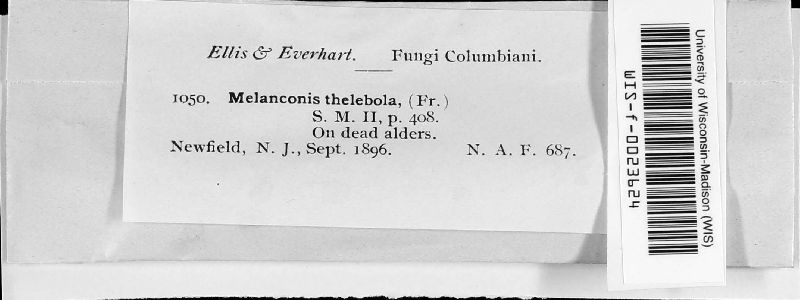 Ellis & Everhart. Fungi Columbiani.
1050. Melanconis thelebola, (Fr.)
S. M. II, p. 408.
On dead alders.
Newfield, N. J., Sept. 1896. N. A. F. 687.
University of Wisconsin-Madison (WIS)
WIS-f-0023624